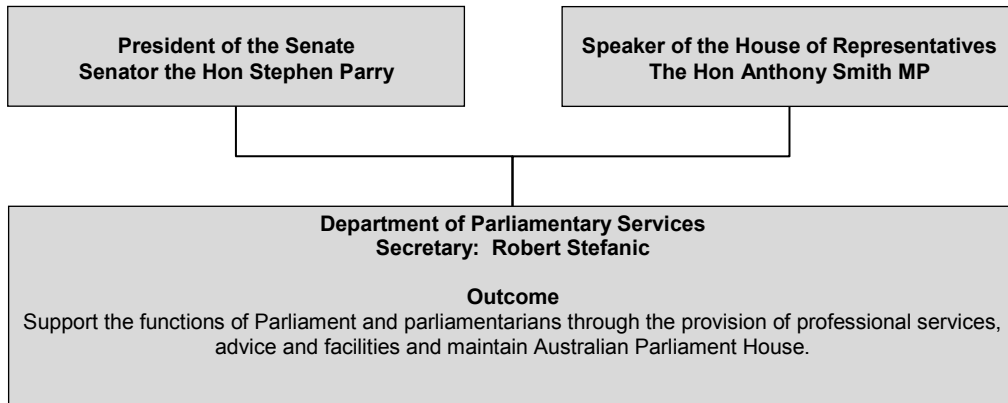 President of the Senate
Senator the Hon Stephen Parry
Speaker of the House of Representatives
The Hon Anthony Smith MP
Department of Parliamentary Services
Secretary: Robert Stefanic
Outcome
Support the functions of Parliament and parliamentarians through the provision of professional services,
advice and facilities and maintain Australian Parliament House.